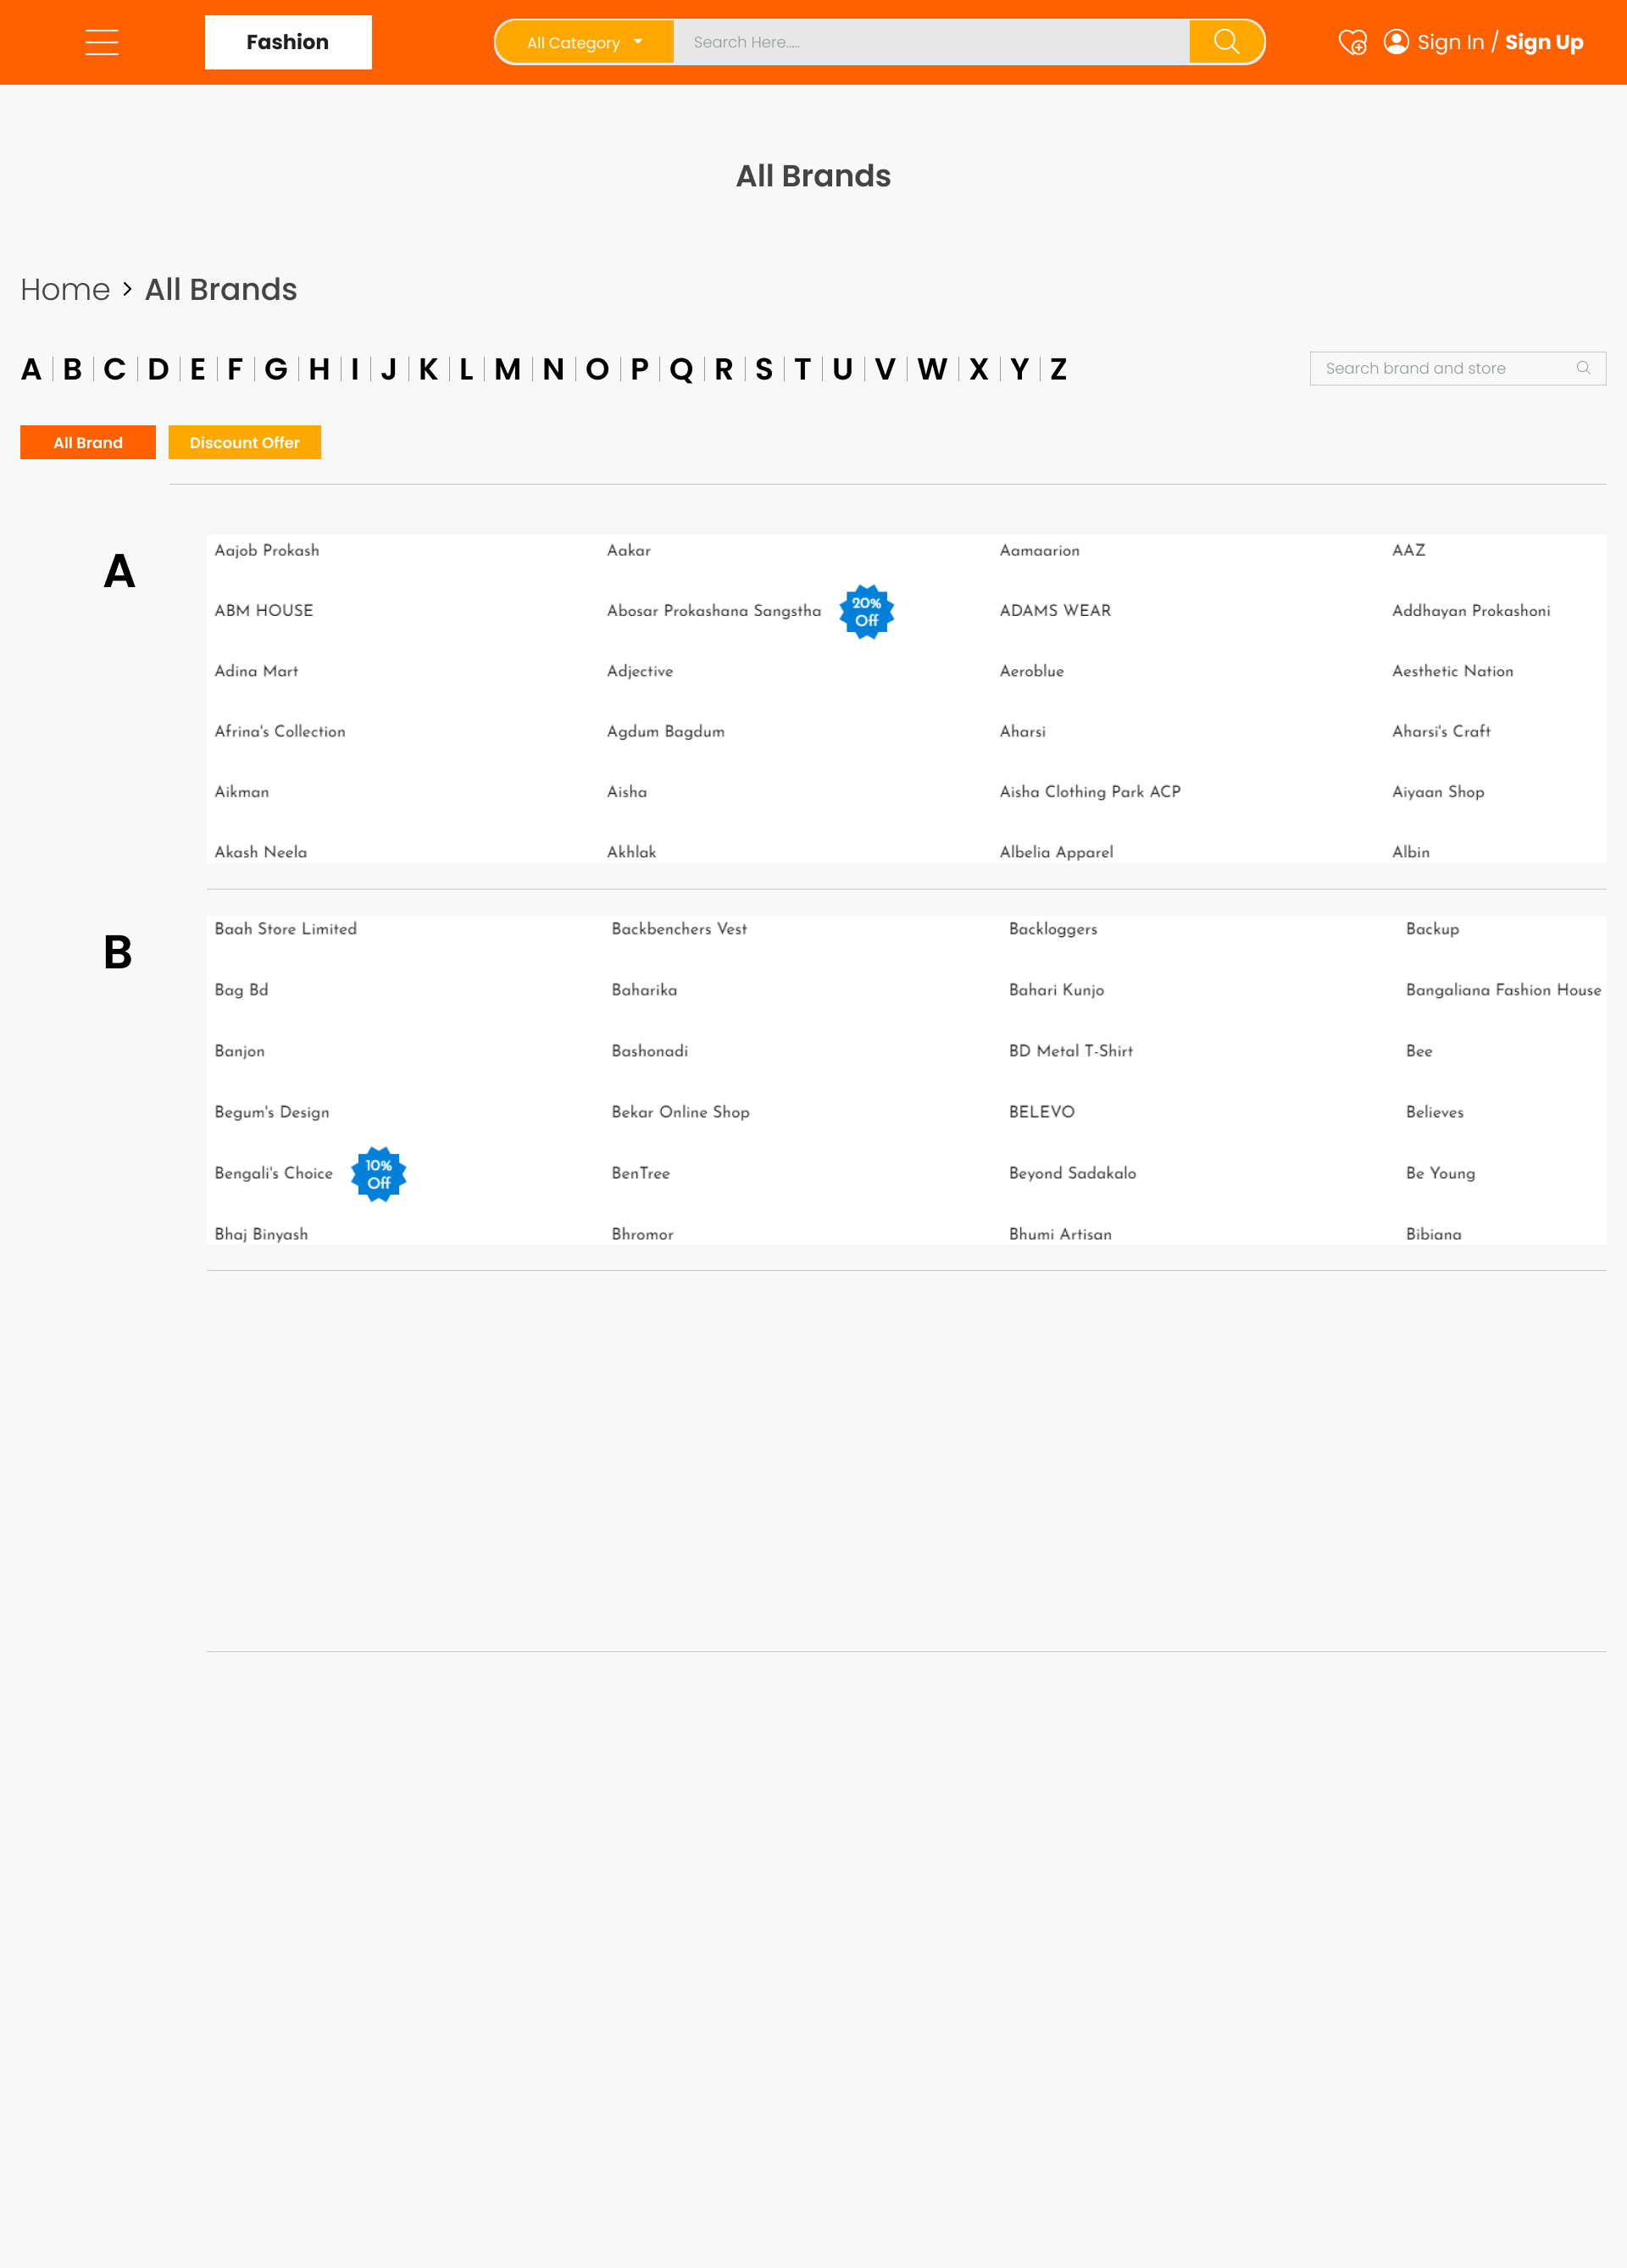 Fashion
All Category
Search Here.....
Sign In / Sign Up
All Brands
Home > All Brands
A | B | C | D | E | F | G | H | I | J | K | L | M | N | O | P | Q | R | S | T | U | V | W | X | Y | Z
Search brand and store
All Brand
Discount Offer
A
Aajob Prokash Aakar Aamaarion AAZ
ABM HOUSE Abosar Prokashana Sangstha 20% Off ADAMS WEAR Addhayan Prokashoni
Adina Mart Adjective Aeroblue Aesthetic Nation
Afrina's Collection Agdum Bagdum Aharsi Aharsi's Craft
Aikman Aisha Aisha Clothing Park ACP Aiyaan Shop
Akash Neela Akhlak Albelia Apparel Albin
B
Baah Store Limited Backbenchers Vest Backloggers Backup
Bag Bd Baharika Bahari Kunjo Bangaliana Fashion House
Banjon Bashonadi BD Metal T-Shirt Bee
Begum's Design Bekar Online Shop BELEVO Believes
Bengali's Choice 10% Off BenTree Beyond Sadakalo Be Young
Bhaj Binyash Bhromor Bhumi Artisan Bibiana